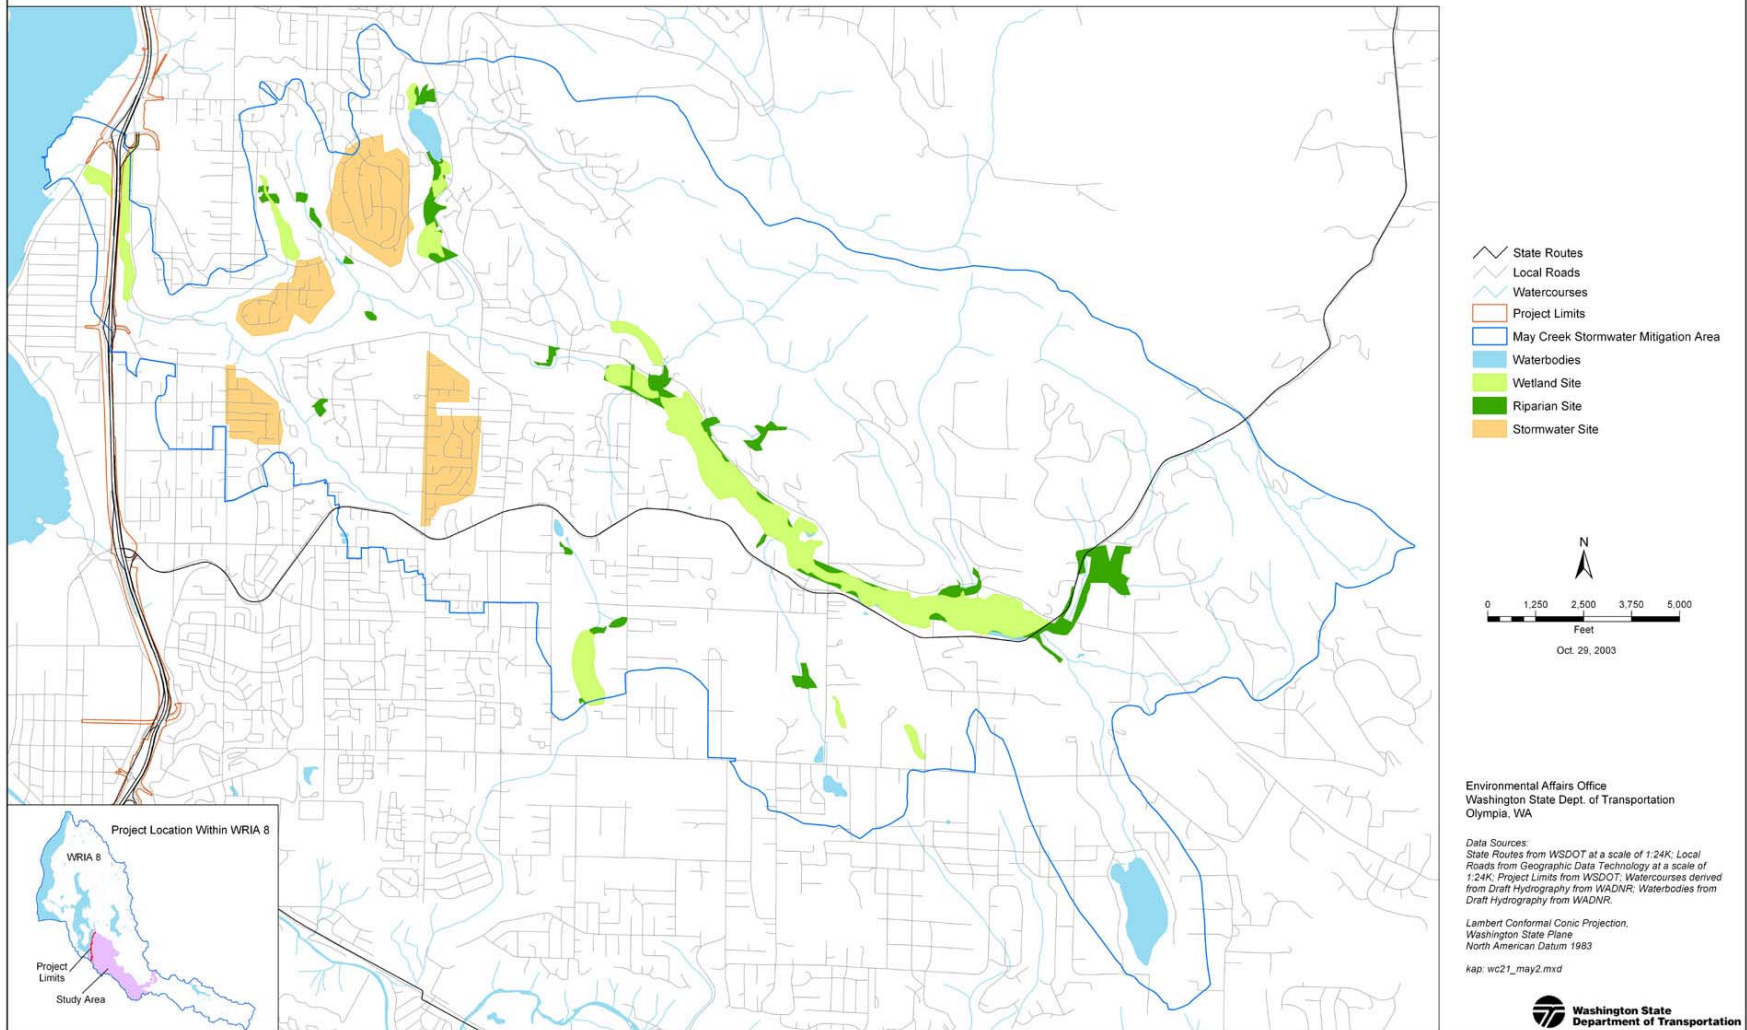 State Routes
Local Roads
Watercourses
Project Limits
May Creek Stormwater Mitigation Area
Waterbodies
Wetland Site
Riparian Site
Stormwater Site
N
0 1,250 2,500 3,750 5,000
Feet
Oct. 29, 2003
Environmental Affairs Office
Washington State Dept. of Transportation
Olympia, WA
Data Sources:
State Routes from WSDOT at a scale of 1:24K; Local
Roads from Geographic Data Technology at a scale of
1:24K; Project Limits from WSDOT; Watercourses derived
from Draft Hydrography from WADNR; Waterbodies from
Draft Hydrography from WADNR.
Lambert Conformal Conic Projection,
Washington State Plane
North American Datum 1983
kap: wc21_may2.mxd
Washington State
Department of Transportation
Project Location Within WRIA 8
WRIA 8
Project
Limits
Study Area